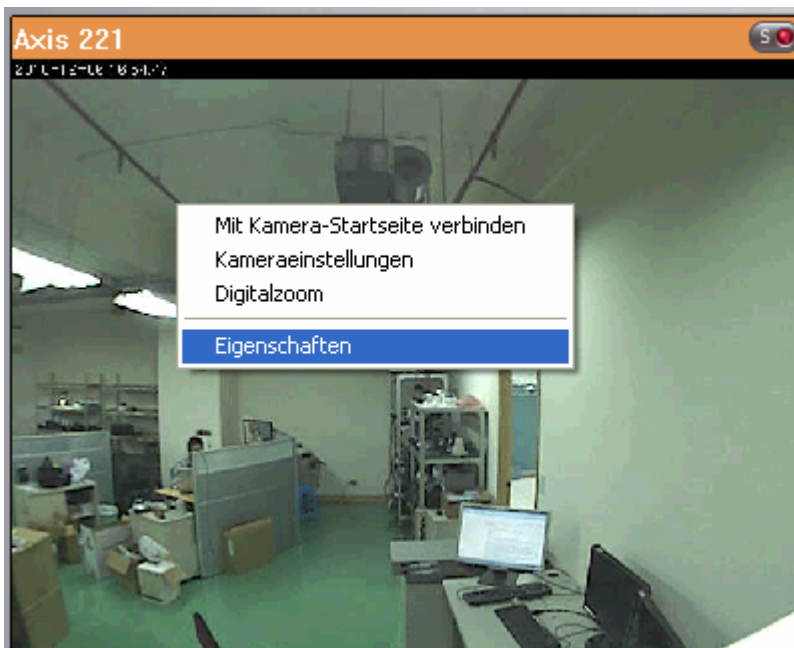 Axis 221
S
Mit Kamera-Startseite verbinden
Kameraeinstellungen
Digitalzoom
Eigenschaften